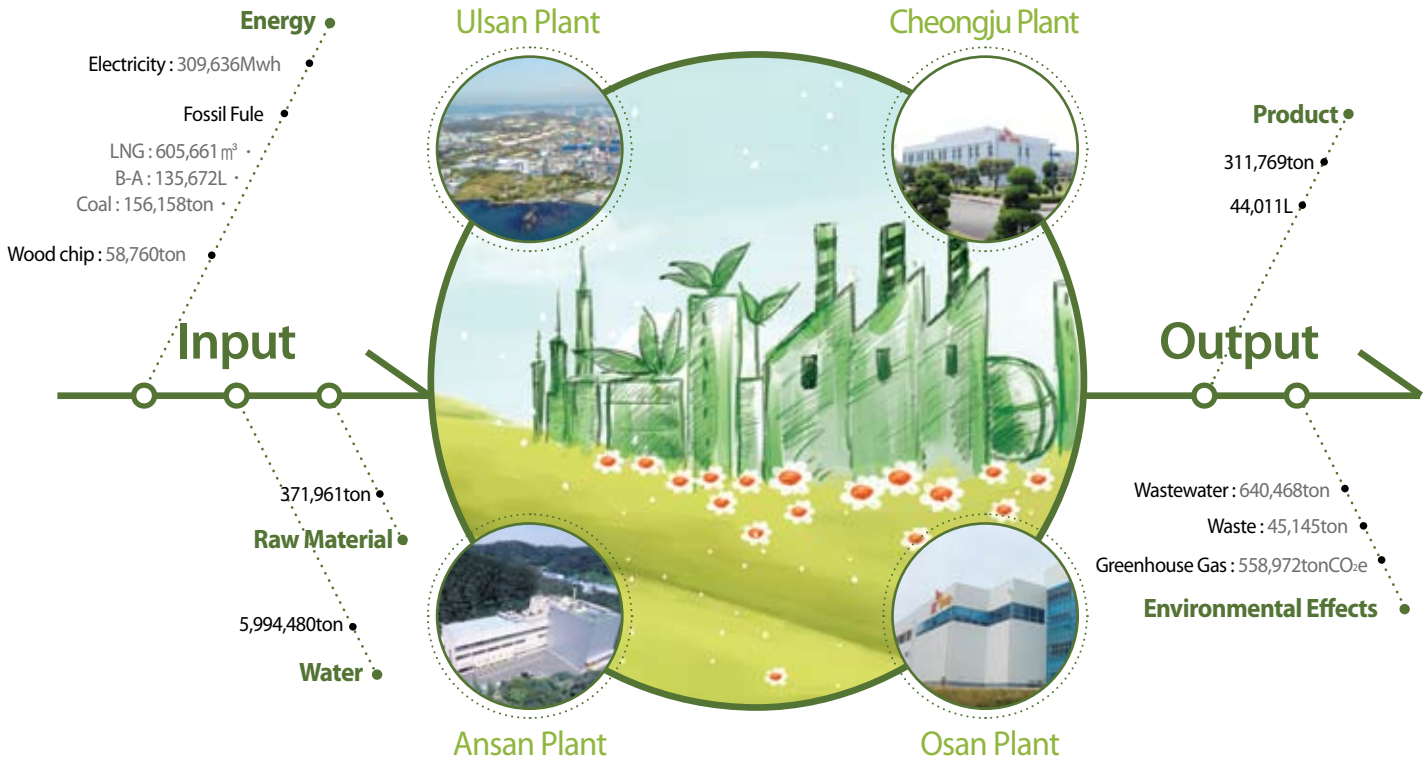 Energy
Electricity : 309,636Mwh
Fossil Fule
LNG : 605,661㎥
B-A : 135,672L
Coal : 156,158ton
Wood chip : 58,760ton
Input
371,961ton
Raw Material
5,994,480ton
Water
Ulsan Plant
Cheongju Plant
Ansan Plant
Osan Plant
Product
311,769ton
44,011L
Output
Wastewater : 640,468ton
Waste : 45,145ton
Greenhouse Gas : 558,972tonCO₂e
Environmental Effects